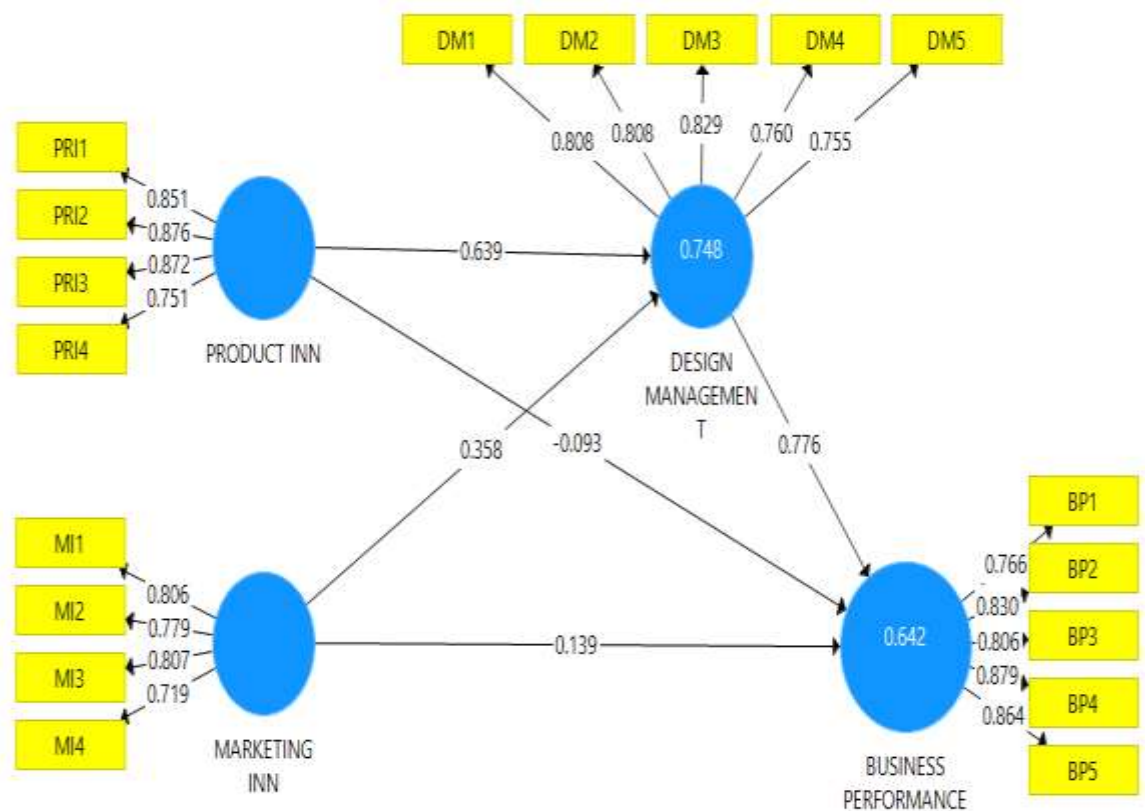 DM1
DM2
DM3
DM4
DM5
0.808
0.808
0.829
0.760
0.755
PRI1
PRI2
PRI3
PRI4
0.851
0.876
0.872
0.751
PRODUCT INN
0.639
0.748
DESIGN
MANAGEMEN
T
0.358
-0.093
0.776
MI1
MI2
MI3
MI4
0.806
0.779
0.807
0.719
MARKETING
INN
0.139
0.642
BUSINESS
PERFORMANCE
0.766
0.830
0.806
0.879
0.864
BP1
BP2
BP3
BP4
BP5